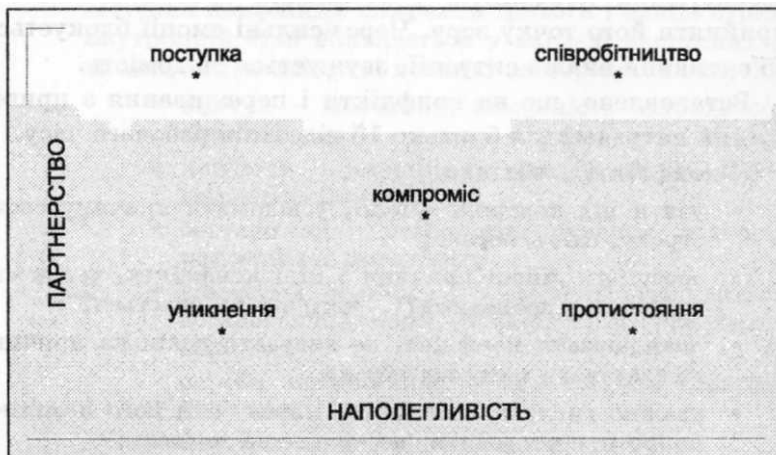 поступка
*
співробітництво
*
ПАРТНЕРСТВО
компроміс
*
уникнення
*
протистояння
*
НАПОЛЕГЛИВІСТЬ